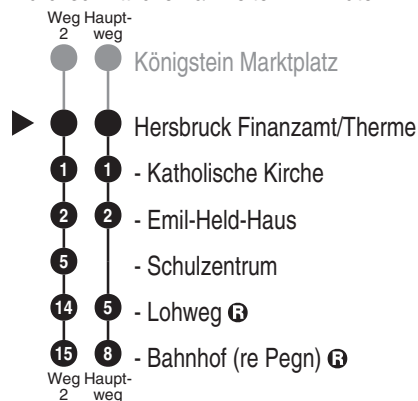 Weg Haupt-
2 weg
Königstein Marktplatz
Hersbruck Finanzamt/Therme
1 1 - Katholische Kirche
2 2 - Emil-Held-Haus
5 - Schulzentrum
14 5 - Lohweg R
15 8 - Bahnhof (re Pegn) R
Weg Haupt-
2 weg